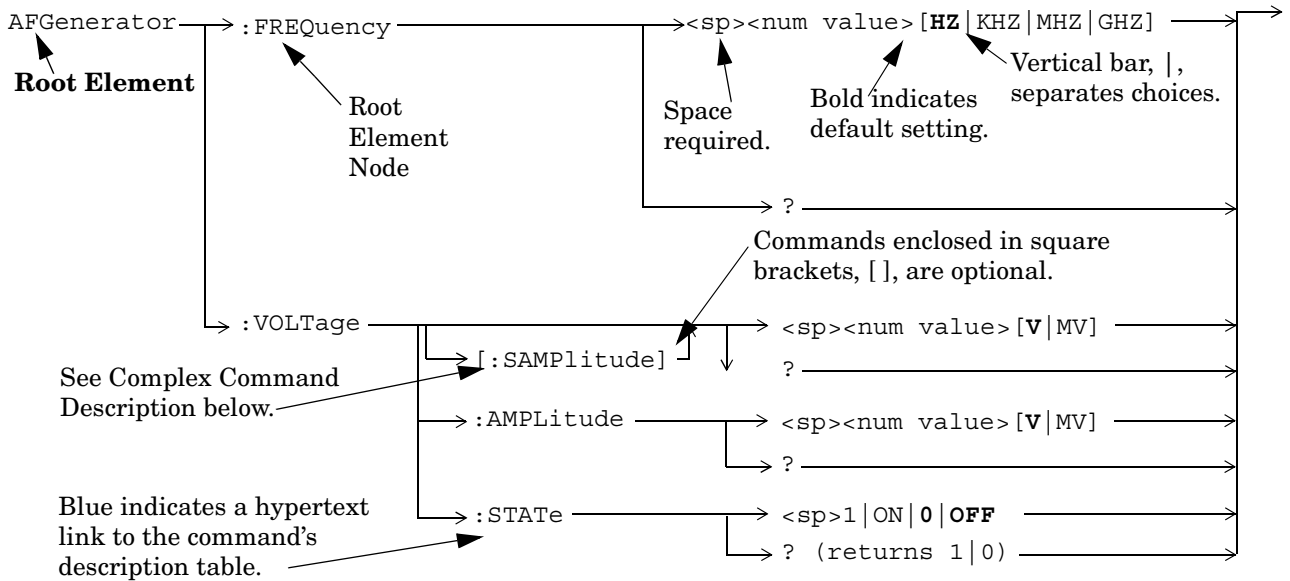 AFGenerator
:FREQuency
<sp><num value>[HZ|KHZ|MHZ|GHZ]
Root Element
Root
Element
Node
Space
required.
Bold indicates
default setting.
Vertical bar, |,
separates choices.
?
Commands enclosed in square
brackets, [ ], are optional.
:VOLTage
<sp><num value>[V|MV]
[:SAMPlitude]
?
See Complex Command
Description below.
:AMPLitude
<sp><num value>[V|MV]
?
Blue indicates a hypertext
link to the command's
description table.
:STATe
<sp>1|ON|0|OFF
? (returns 1|0)